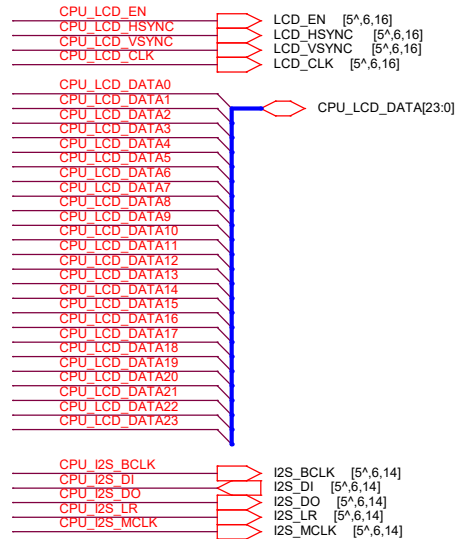 CPU_LCD_EN LCD_EN [5^,6,16]
CPU_LCD_HSYNC LCD_HSYNC [5^,6,16]
CPU_LCD_VSYNC LCD_VSYNC [5^,6,16]
CPU_LCD_CLK LCD_CLK [5^,6,16]
CPU_LCD_DATA0
CPU_LCD_DATA1 CPU_LCD_DATA[23:0]
CPU_LCD_DATA2
CPU_LCD_DATA3
CPU_LCD_DATA4
CPU_LCD_DATA5
CPU_LCD_DATA6
CPU_LCD_DATA7
CPU_LCD_DATA8
CPU_LCD_DATA9
CPU_LCD_DATA10
CPU_LCD_DATA11
CPU_LCD_DATA12
CPU_LCD_DATA13
CPU_LCD_DATA14
CPU_LCD_DATA15
CPU_LCD_DATA16
CPU_LCD_DATA17
CPU_LCD_DATA18
CPU_LCD_DATA19
CPU_LCD_DATA20
CPU_LCD_DATA21
CPU_LCD_DATA22
CPU_LCD_DATA23
CPU_I2S_BCLK I2S_BCLK [5^,6,14]
CPU_I2S_DI I2S_DI [5^,6,14]
CPU_I2S_DO I2S_DO [5^,6,14]
CPU_I2S_LR I2S_LR [5^,6,14]
CPU_I2S_MCLK I2S_MCLK [5^,6,14]